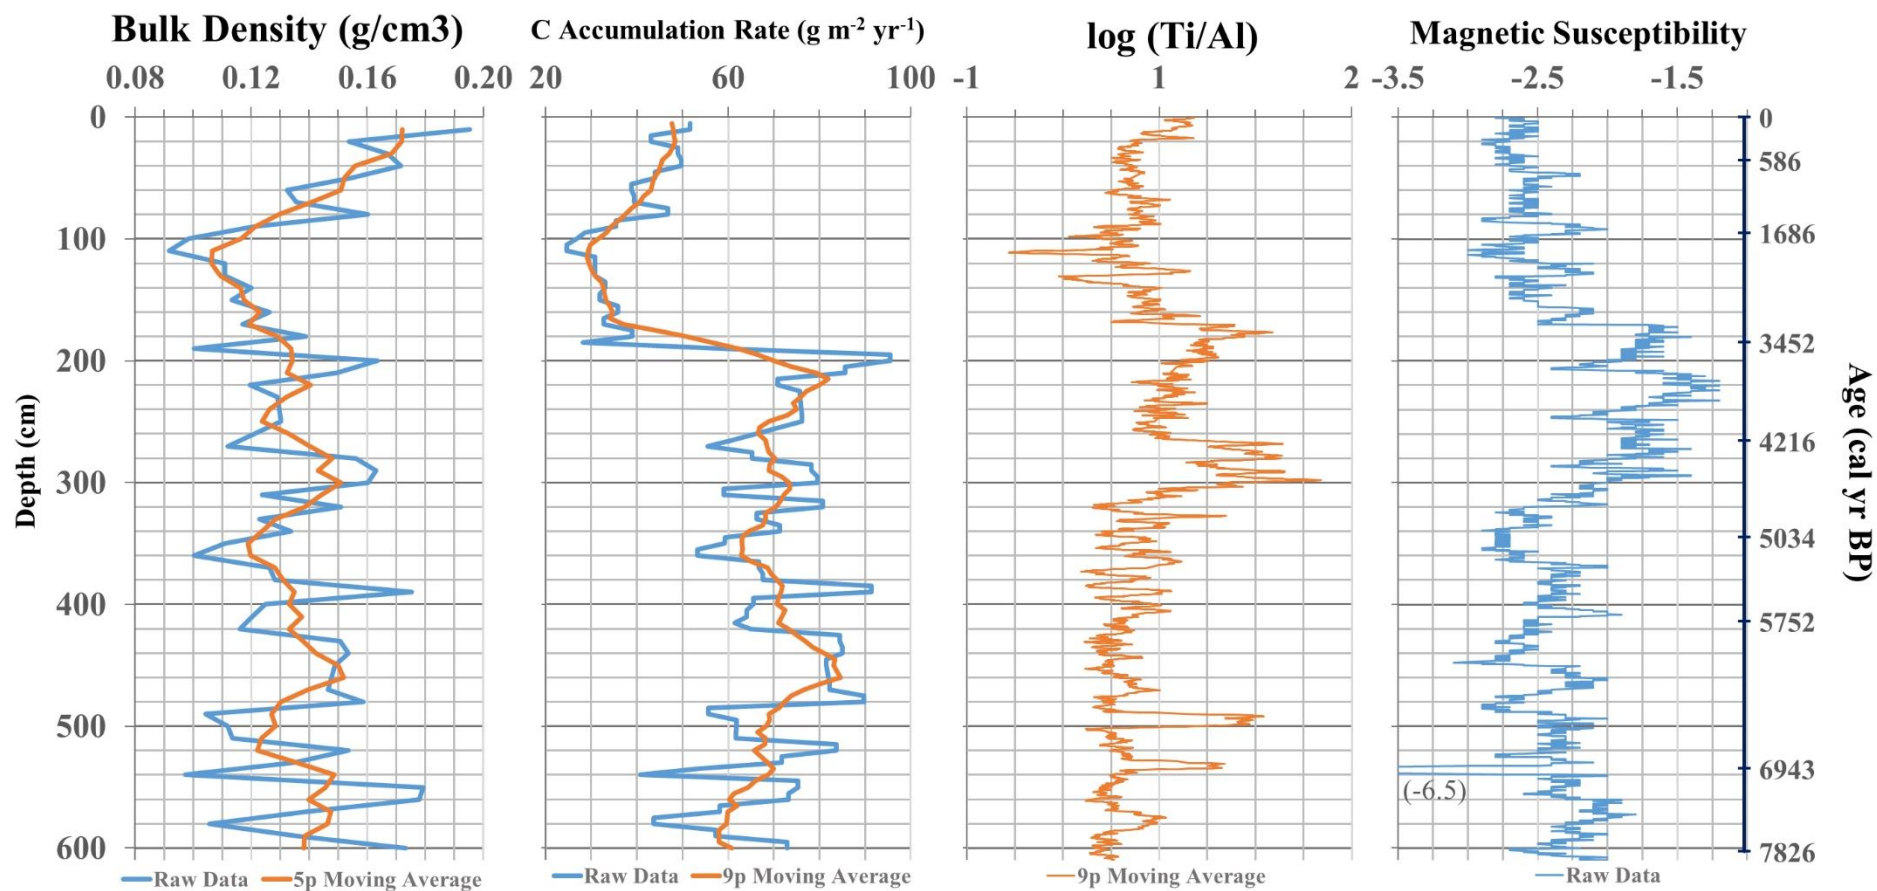 Bulk Density (g/cm3)
C Accumulation Rate (g m-2 yr-1)
log (Ti/Al)
Magnetic Susceptibility
0.08 0.12 0.16 0.20
20 60 100
-1 1 2
-3.5 -2.5 -1.5
Depth (cm)
0
100
200
300
400
500
600
0
586
1686
3452
4216
5034
5752
6943
7826
Age (cal yr BP)
(-6.5)
Raw Data 5p Moving Average
Raw Data 9p Moving Average
9p Moving Average
Raw Data